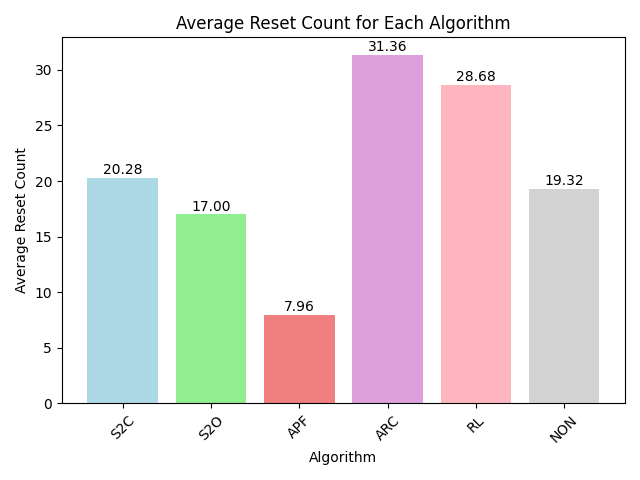 Average Reset Count for Each Algorithm
Average Reset Count
30
25
20
15
10
5
0
20.28
17.00
7.96
31.36
28.68
19.32
S2C
S2O
APF
ARC
RL
NON
Algorithm